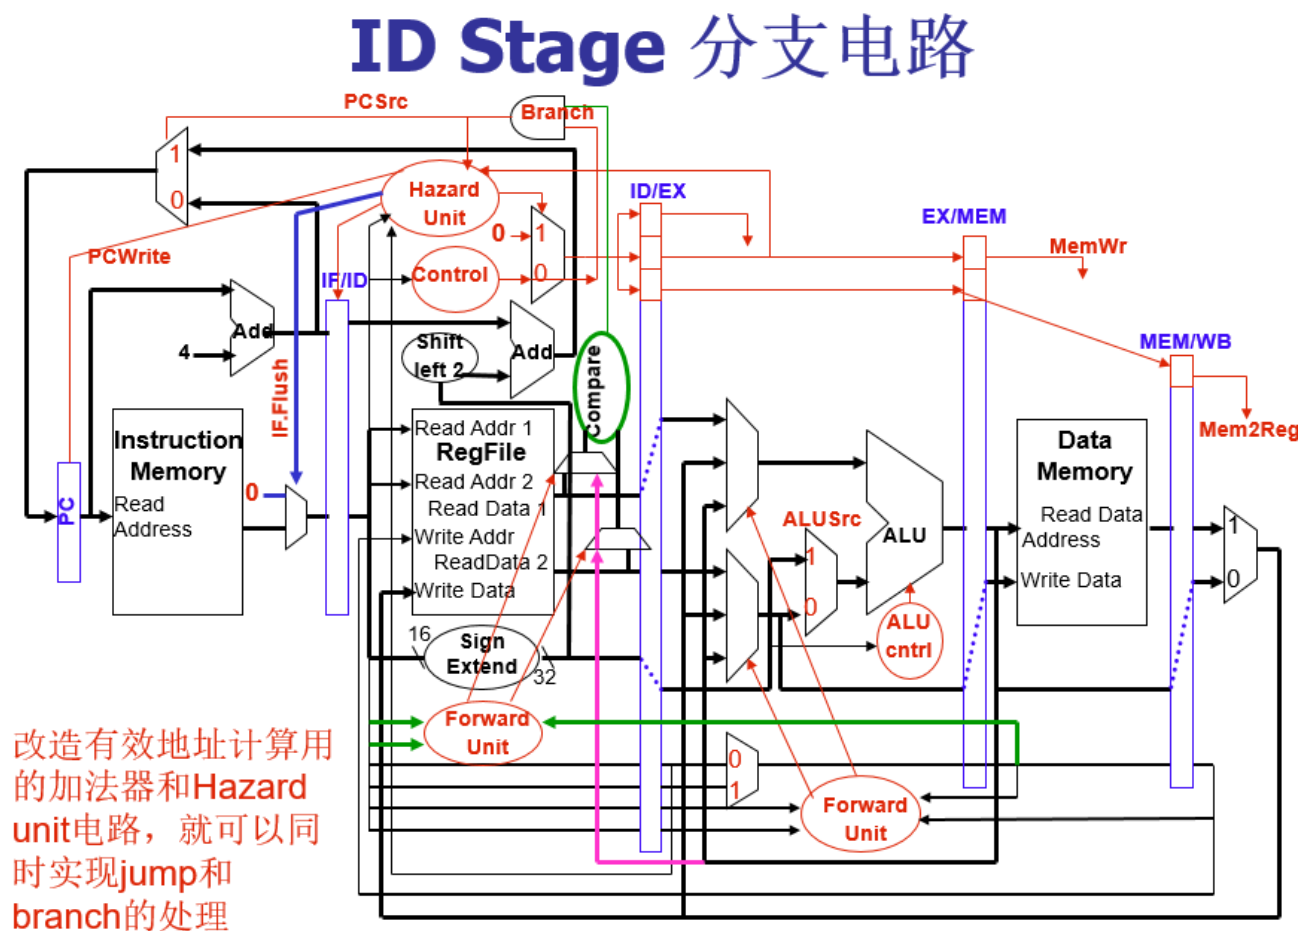 ID Stage 分支电路
PCSrc
Branch
1
0
Hazard
Unit
ID/EX
EX/MEM
MemWr
0
1
0
PCWrite
Control
IF/ID
Add
4
Shift
left 2
Add
Compare
MEM/WB
Mem2Reg
IF.Flush
Instruction
Memory
Read
Address
PC
0
Read Addr 1
RegFile
Read Addr 2
Read Data 1
Write Addr
ReadData 2
Write Data
16
Sign
Extend
32
ALUSrc
1
0
ALU
ALU
cntrl
Data
Memory
Read Data
Address
Write Data
1
0
Forward
Unit
0
1
Forward
Unit
改造有效地址计算用
的加法器和Hazard
unit电路，就可以同
时实现jump和
branch的处理